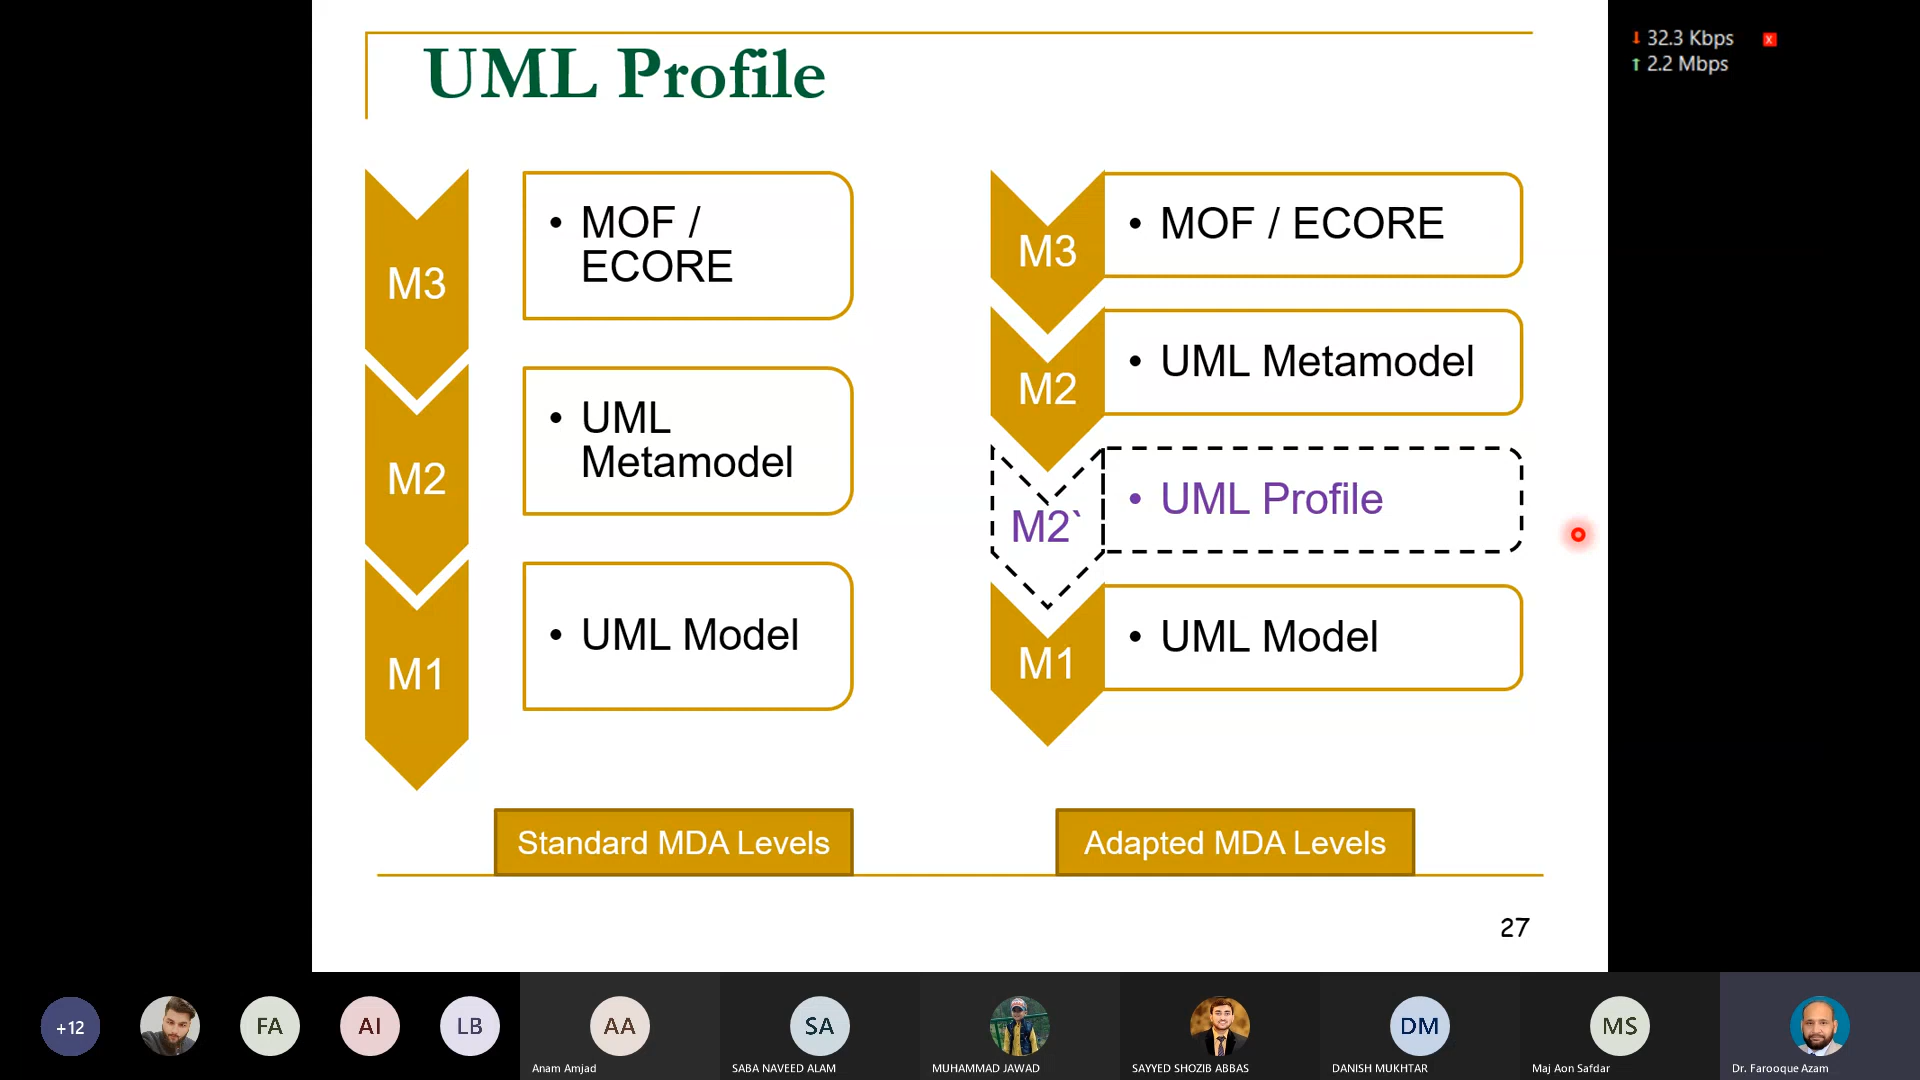 UML Profile
32.3 Kbps
x
2.2 Mbps
M3
• MOF /
ECORE
M2
• UML
Metamodel
M1
• UML Model
Standard MDA Levels
M3
• MOF / ECORE
M2
• UML Metamodel
M2`
• UML Profile
M1
• UML Model
Adapted MDA Levels
27
+12
FA
AI
LB
AA
Anam Amjad
SA
SABA NAVEED ALAM
MUHAMMAD JAWAD
SAYYED SHOZIB ABBAS
DM
DANISH MUKHTAR
MS
Maj Aon Safdar
Dr. Farooque Azam